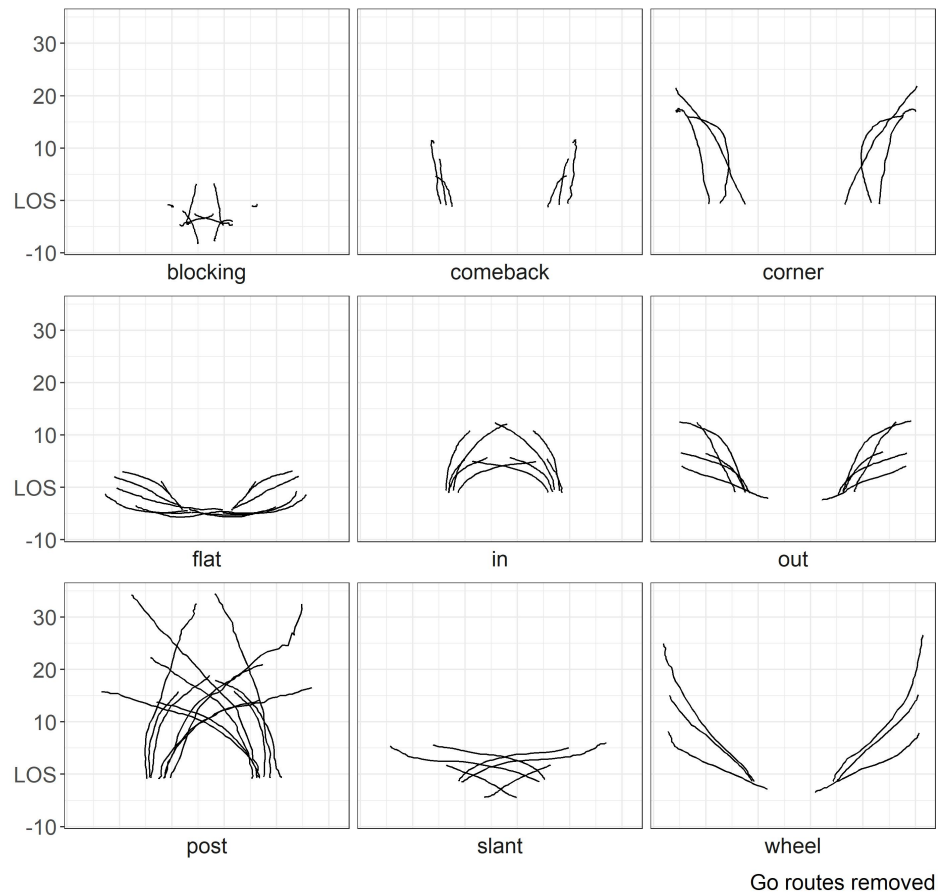 30
20
10
LOS
-10
blocking
comeback
corner
30
20
10
LOS
-10
flat
in
out
30
20
10
LOS
-10
post
slant
wheel
Go routes removed